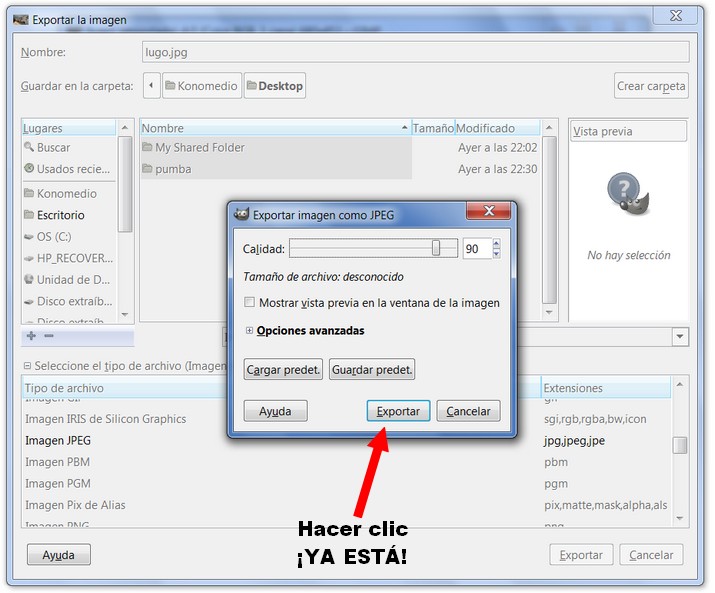 Exportar la imagen
Nombre: lugo.jpg
Guardar en la carpeta: Konomedio Desktop Crear carpeta
Lugares
Buscar
Usados recie...
Konomedio
Escritorio
OS (C:)
HP_RECOVER...
Unidad de D...
Disco extraíb...
Disco extraíb...
Nombre Tamaño Modificado
My Shared Folder Ayer a las 22:02
pumba Ayer a las 22:30
Vista previa
No hay selección
Exportar imagen como JPEG
Calidad: 90
Tamaño de archivo: desconocido
Mostrar vista previa en la ventana de la imagen
Opciones avanzadas
Cargar predet. Guardar predet.
Ayuda Exportar Cancelar
Seleccione el tipo de archivo (Imagen
Tipo de archivo Extensiones
Imagen GIF gif
Imagen IRIS de Silicon Graphics sgi,rgb,rgba,bw,icon
Imagen JPEG jpg,jpeg,jpe
Imagen PBM pbm
Imagen PGM pgm
Imagen Pix de Alias pix,matte,mask,alpha,als
Imagen PNG png
Hacer clic
¡YA ESTÁ!
Ayuda Exportar Cancelar